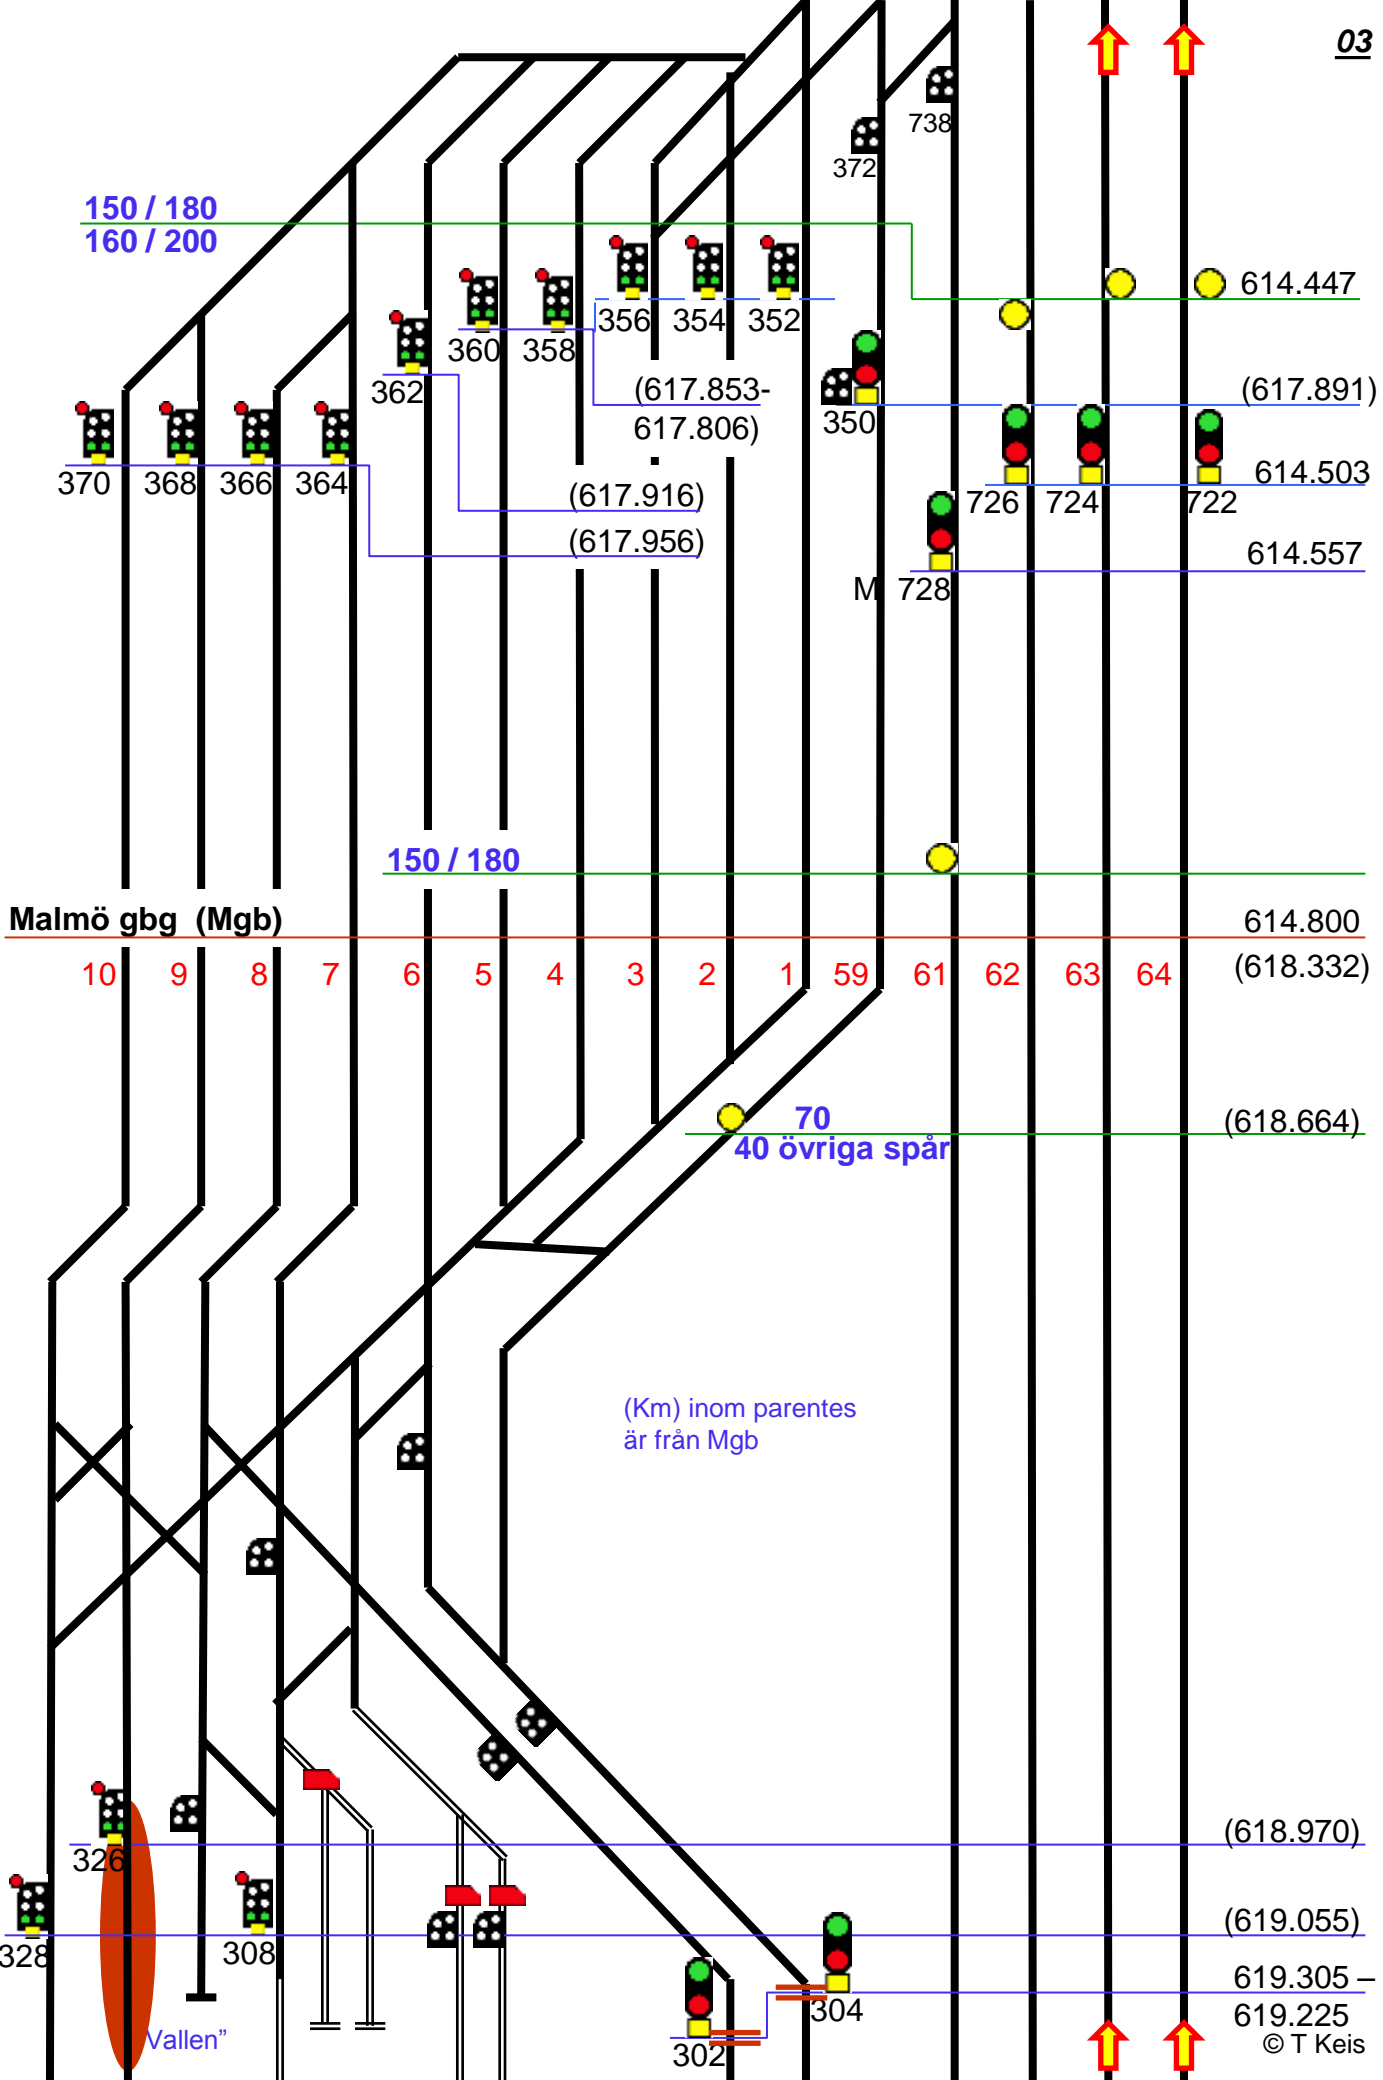 03
738
372
150 / 180
160 / 200
614.447
356 354 352
360 358
362
(617.853-
617.806)
350
(617.891)
370 368 366 364
(617.916)
726 724 722
614.503
(617.956)
614.557
M 728
150 / 180
Malmö gbg (Mgb)
614.800
10 9 8 7 6 5 4 3 2 1 59 61 62 63 64
(618.332)
70
40 övriga spår
(618.664)
(Km) inom parentes
är från Mgb
326
(618.970)
328
308
(619.055)
304
619.305 –
619.225
Vallen”
302
© T Keis